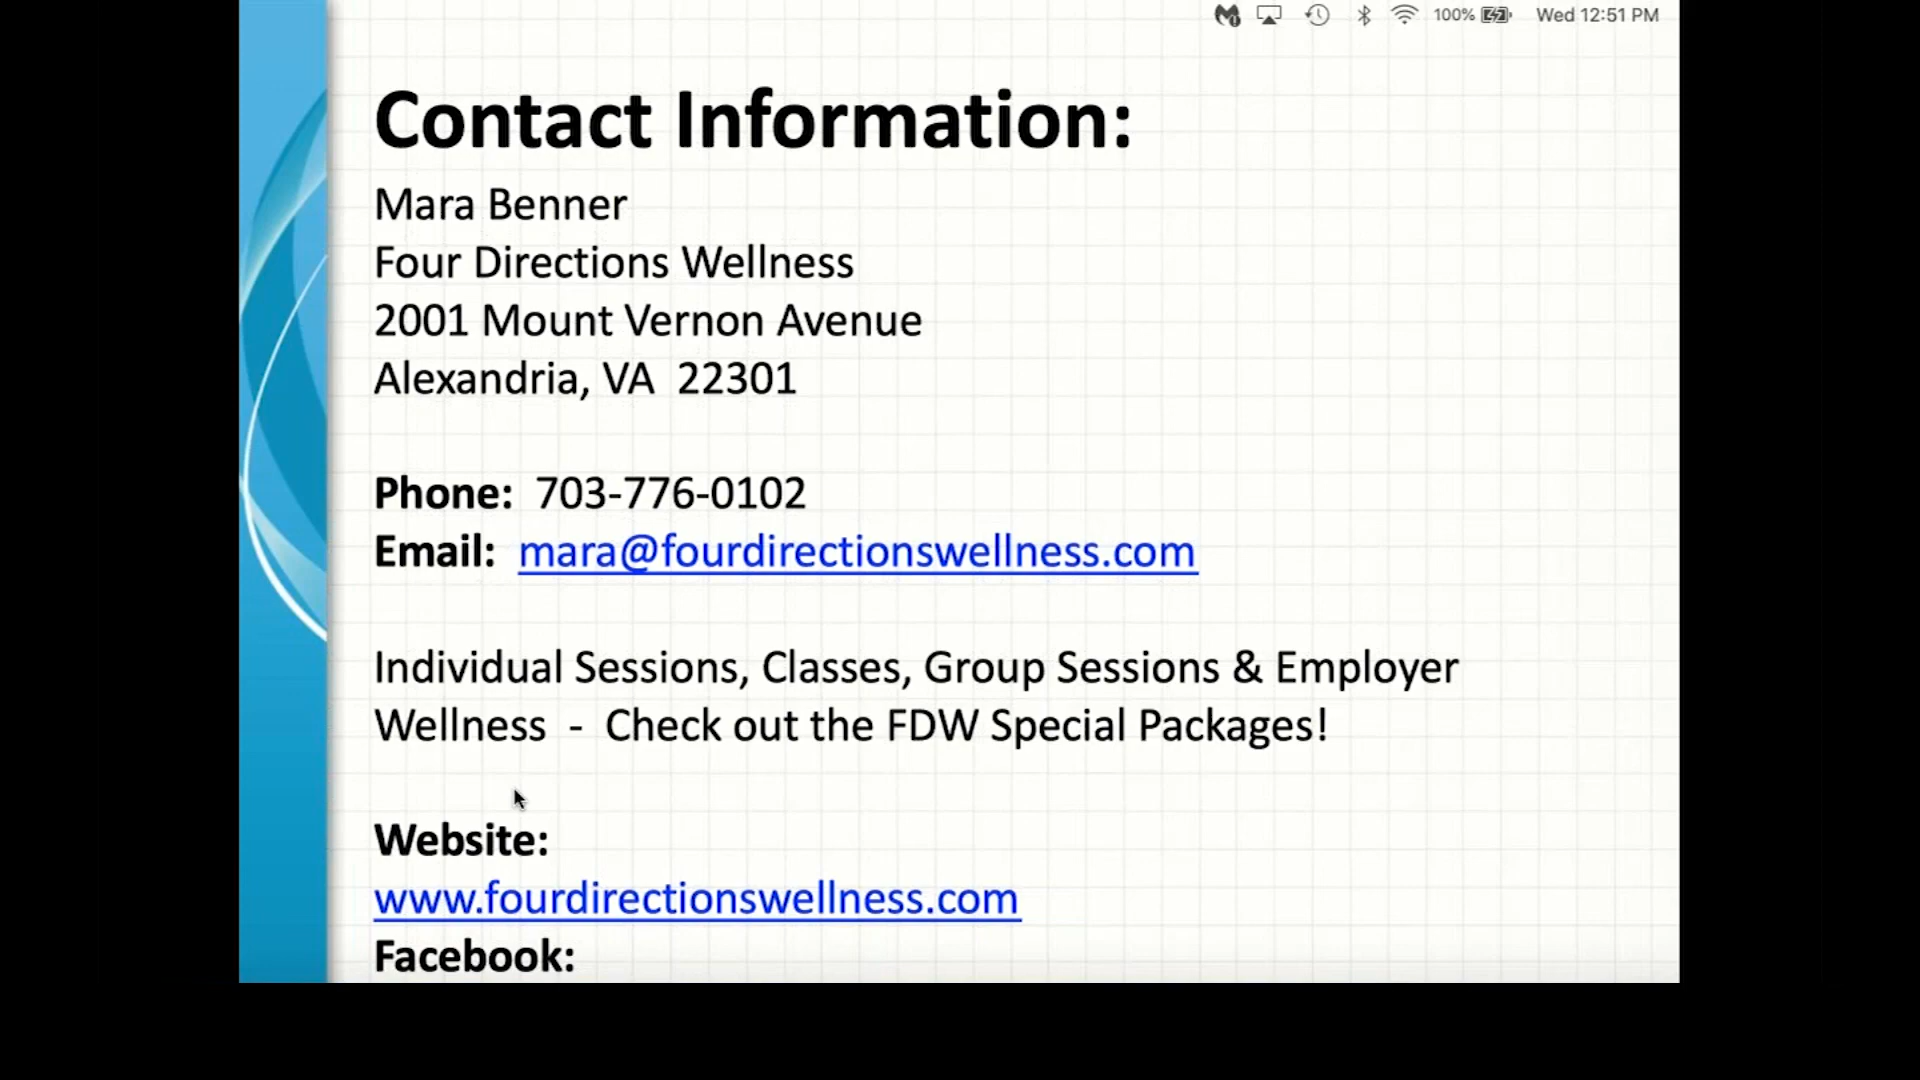 100% Wed 12:51 PM
Contact Information:
Mara Benner
Four Directions Wellness
2001 Mount Vernon Avenue
Alexandria, VA 22301
Phone: 703-776-0102
Email: mara@fourdirectionswellness.com
Individual Sessions, Classes, Group Sessions & Employer
Wellness - Check out the FDW Special Packages!
Website:
www.fourdirectionswellness.com
Facebook: